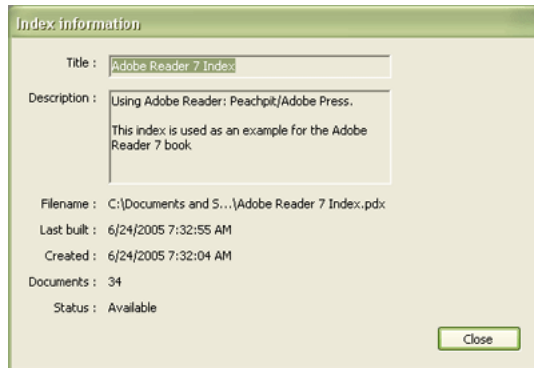 Index information
Title : Adobe Reader 7 Index
Description : Using Adobe Reader: Peachpit/Adobe Press.
This index is used as an example for the Adobe
Reader 7 book
Filename : C:\Documents and S...\Adobe Reader 7 Index.pdx
Last built : 6/24/2005 7:32:55 AM
Created : 6/24/2005 7:32:04 AM
Documents : 34
Status : Available
Close